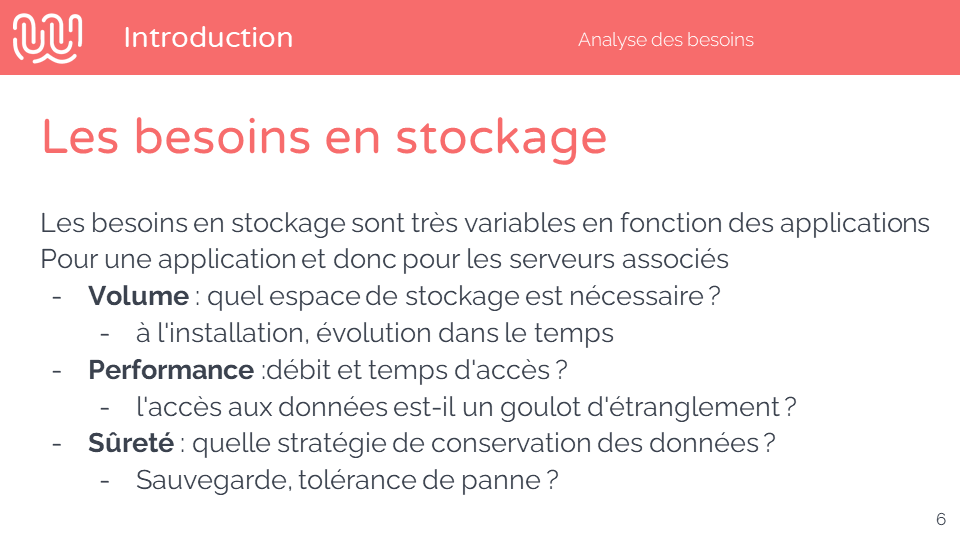 Introduction
Analyse des besoins
Les besoins en stockage
Les besoins en stockage sont très variables en fonction des applications
Pour une application et donc pour les serveurs associés
- Volume : quel espace de stockage est nécessaire ?
- à l'installation, évolution dans le temps
- Performance :débit et temps d'accès ?
- l'accès aux données est-il un goulot d'étranglement ?
- Sûreté : quelle stratégie de conservation des données ?
- Sauvegarde, tolérance de panne ?
6